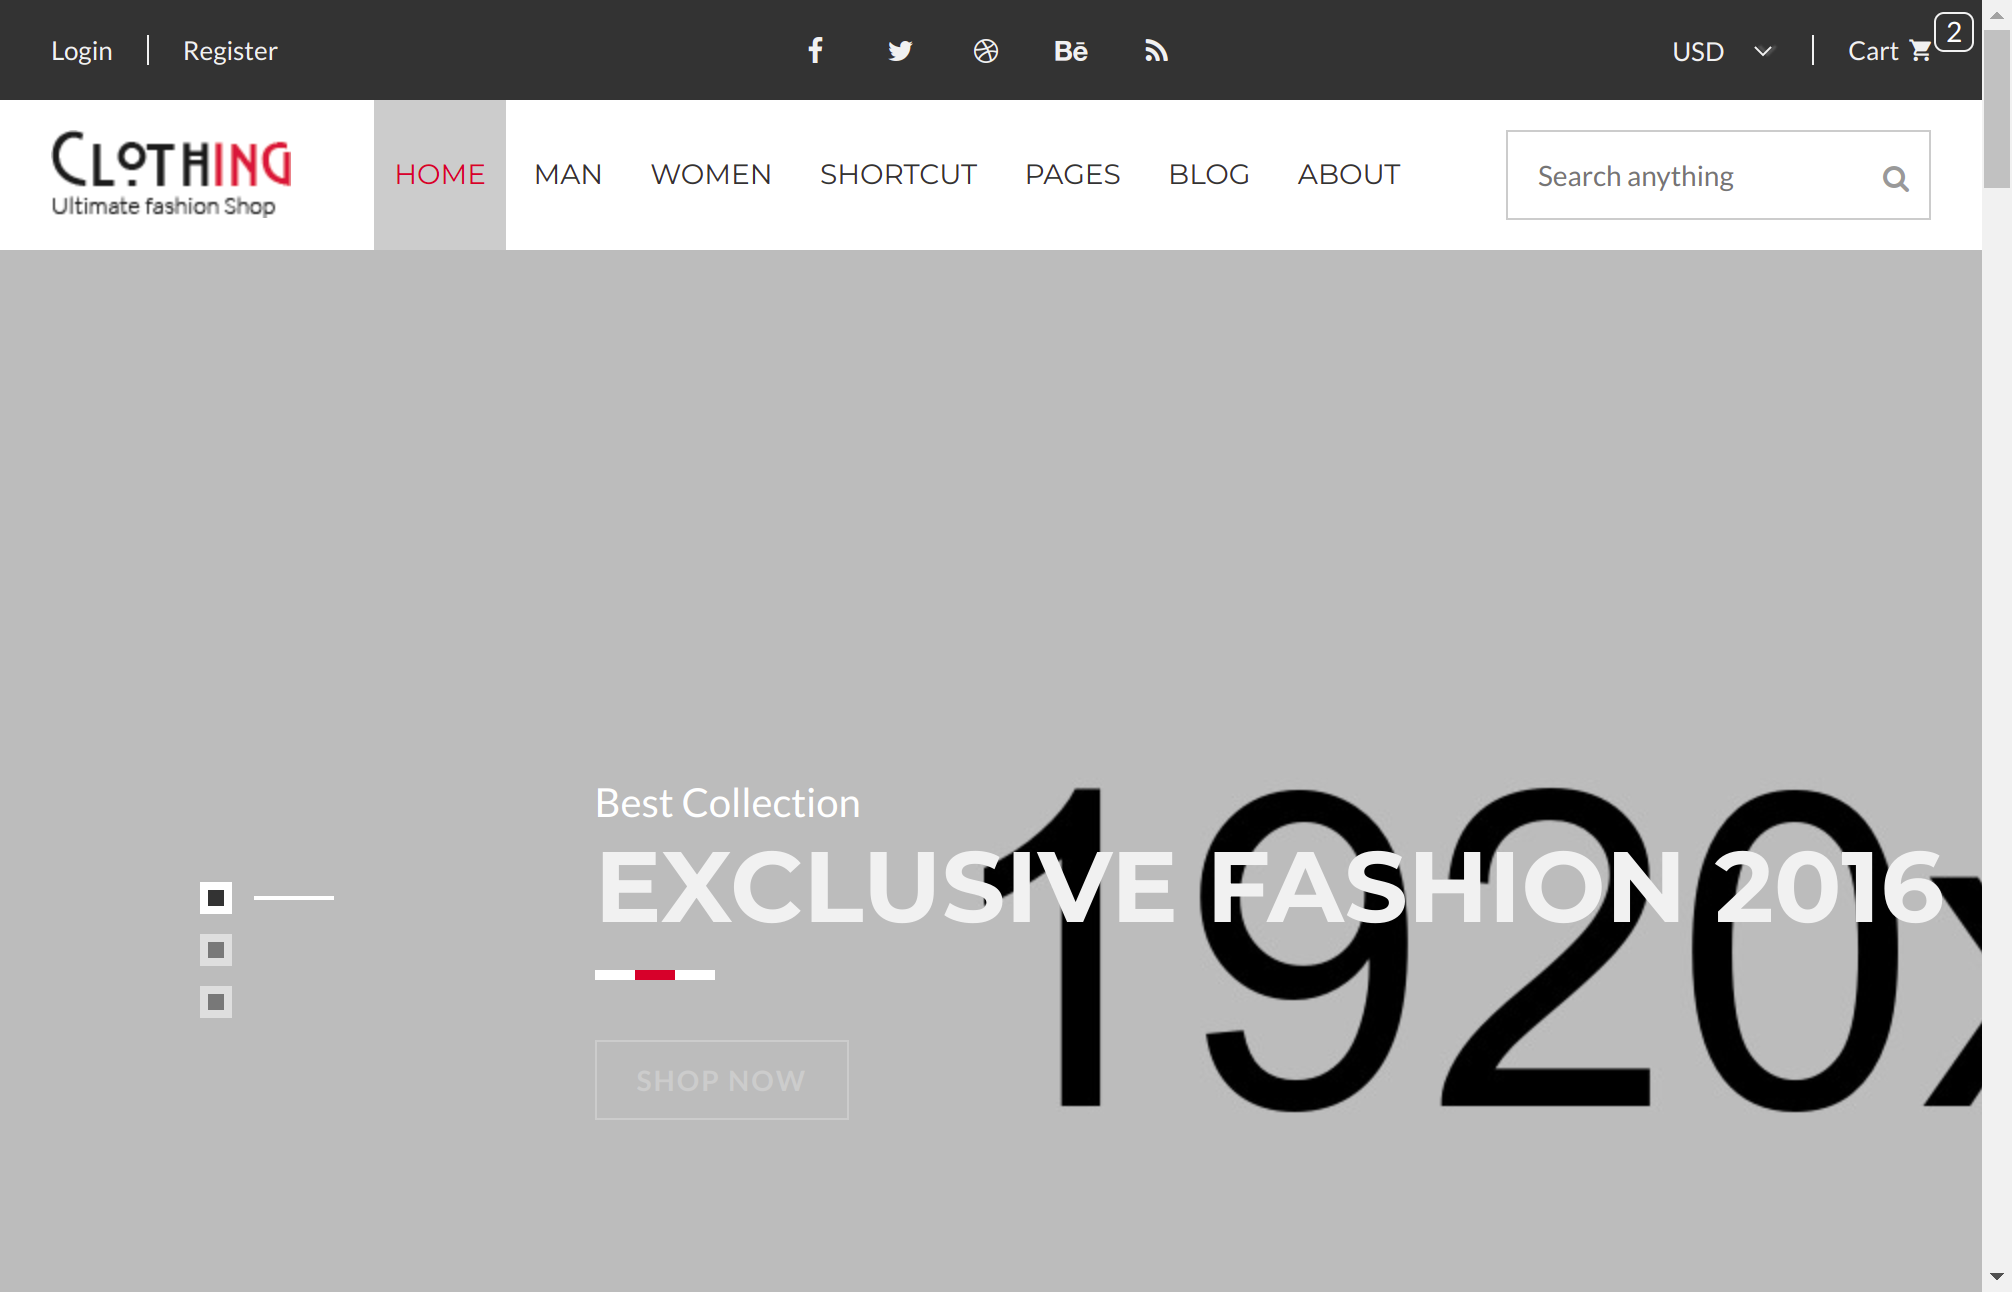 Login
Register
Bē
USD
Cart
2
CLOTHING
Ultimate fashion Shop
HOME
MAN
WOMEN
SHORTCUT
PAGES
BLOG
ABOUT
Search anything
Best Collection
EXCLUSIVE FASHION 2016
1920x
SHOP NOW